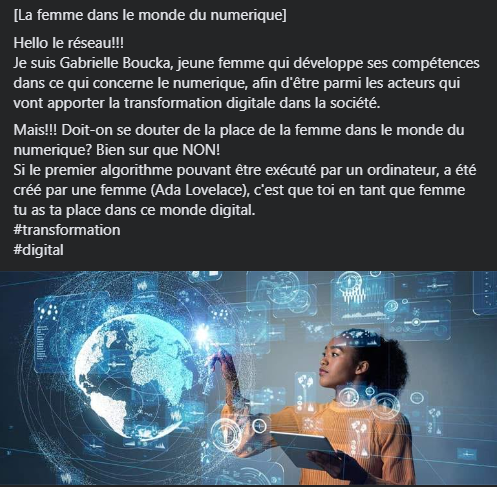 [La femme dans le monde du numerique]
Hello le réseau!!!
Je suis Gabrielle Boucka, jeune femme qui développe ses compétences
dans ce qui concerne le numérique, afin d'être parmi les acteurs qui
vont apporter la transformation digitale dans la société.
Mais!!! Doit-on se douter de la place de la femme dans le monde du
numerique? Bien sur que NON!
Si le premier algorithme pouvant être exécuté par un ordinateur, a été
créé par une femme (Ada Lovelace), c'est que toi en tant que femme
tu as ta place dans ce monde digital.
#transformation
#digital